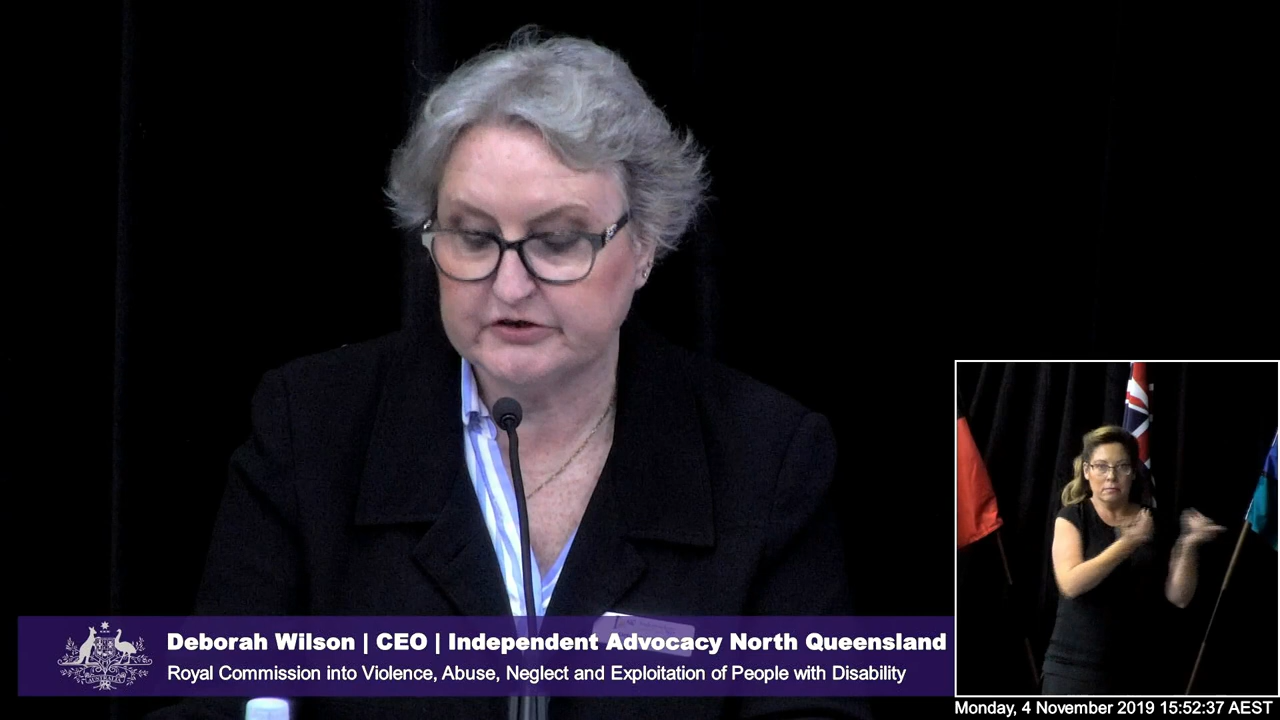 Deborah Wilson | CEO | Independent Advocacy North Queensland
Royal Commission into Violence, Abuse, Neglect and Exploitation of People with Disability
Monday, 4 November 2019 15:52:37 AEST